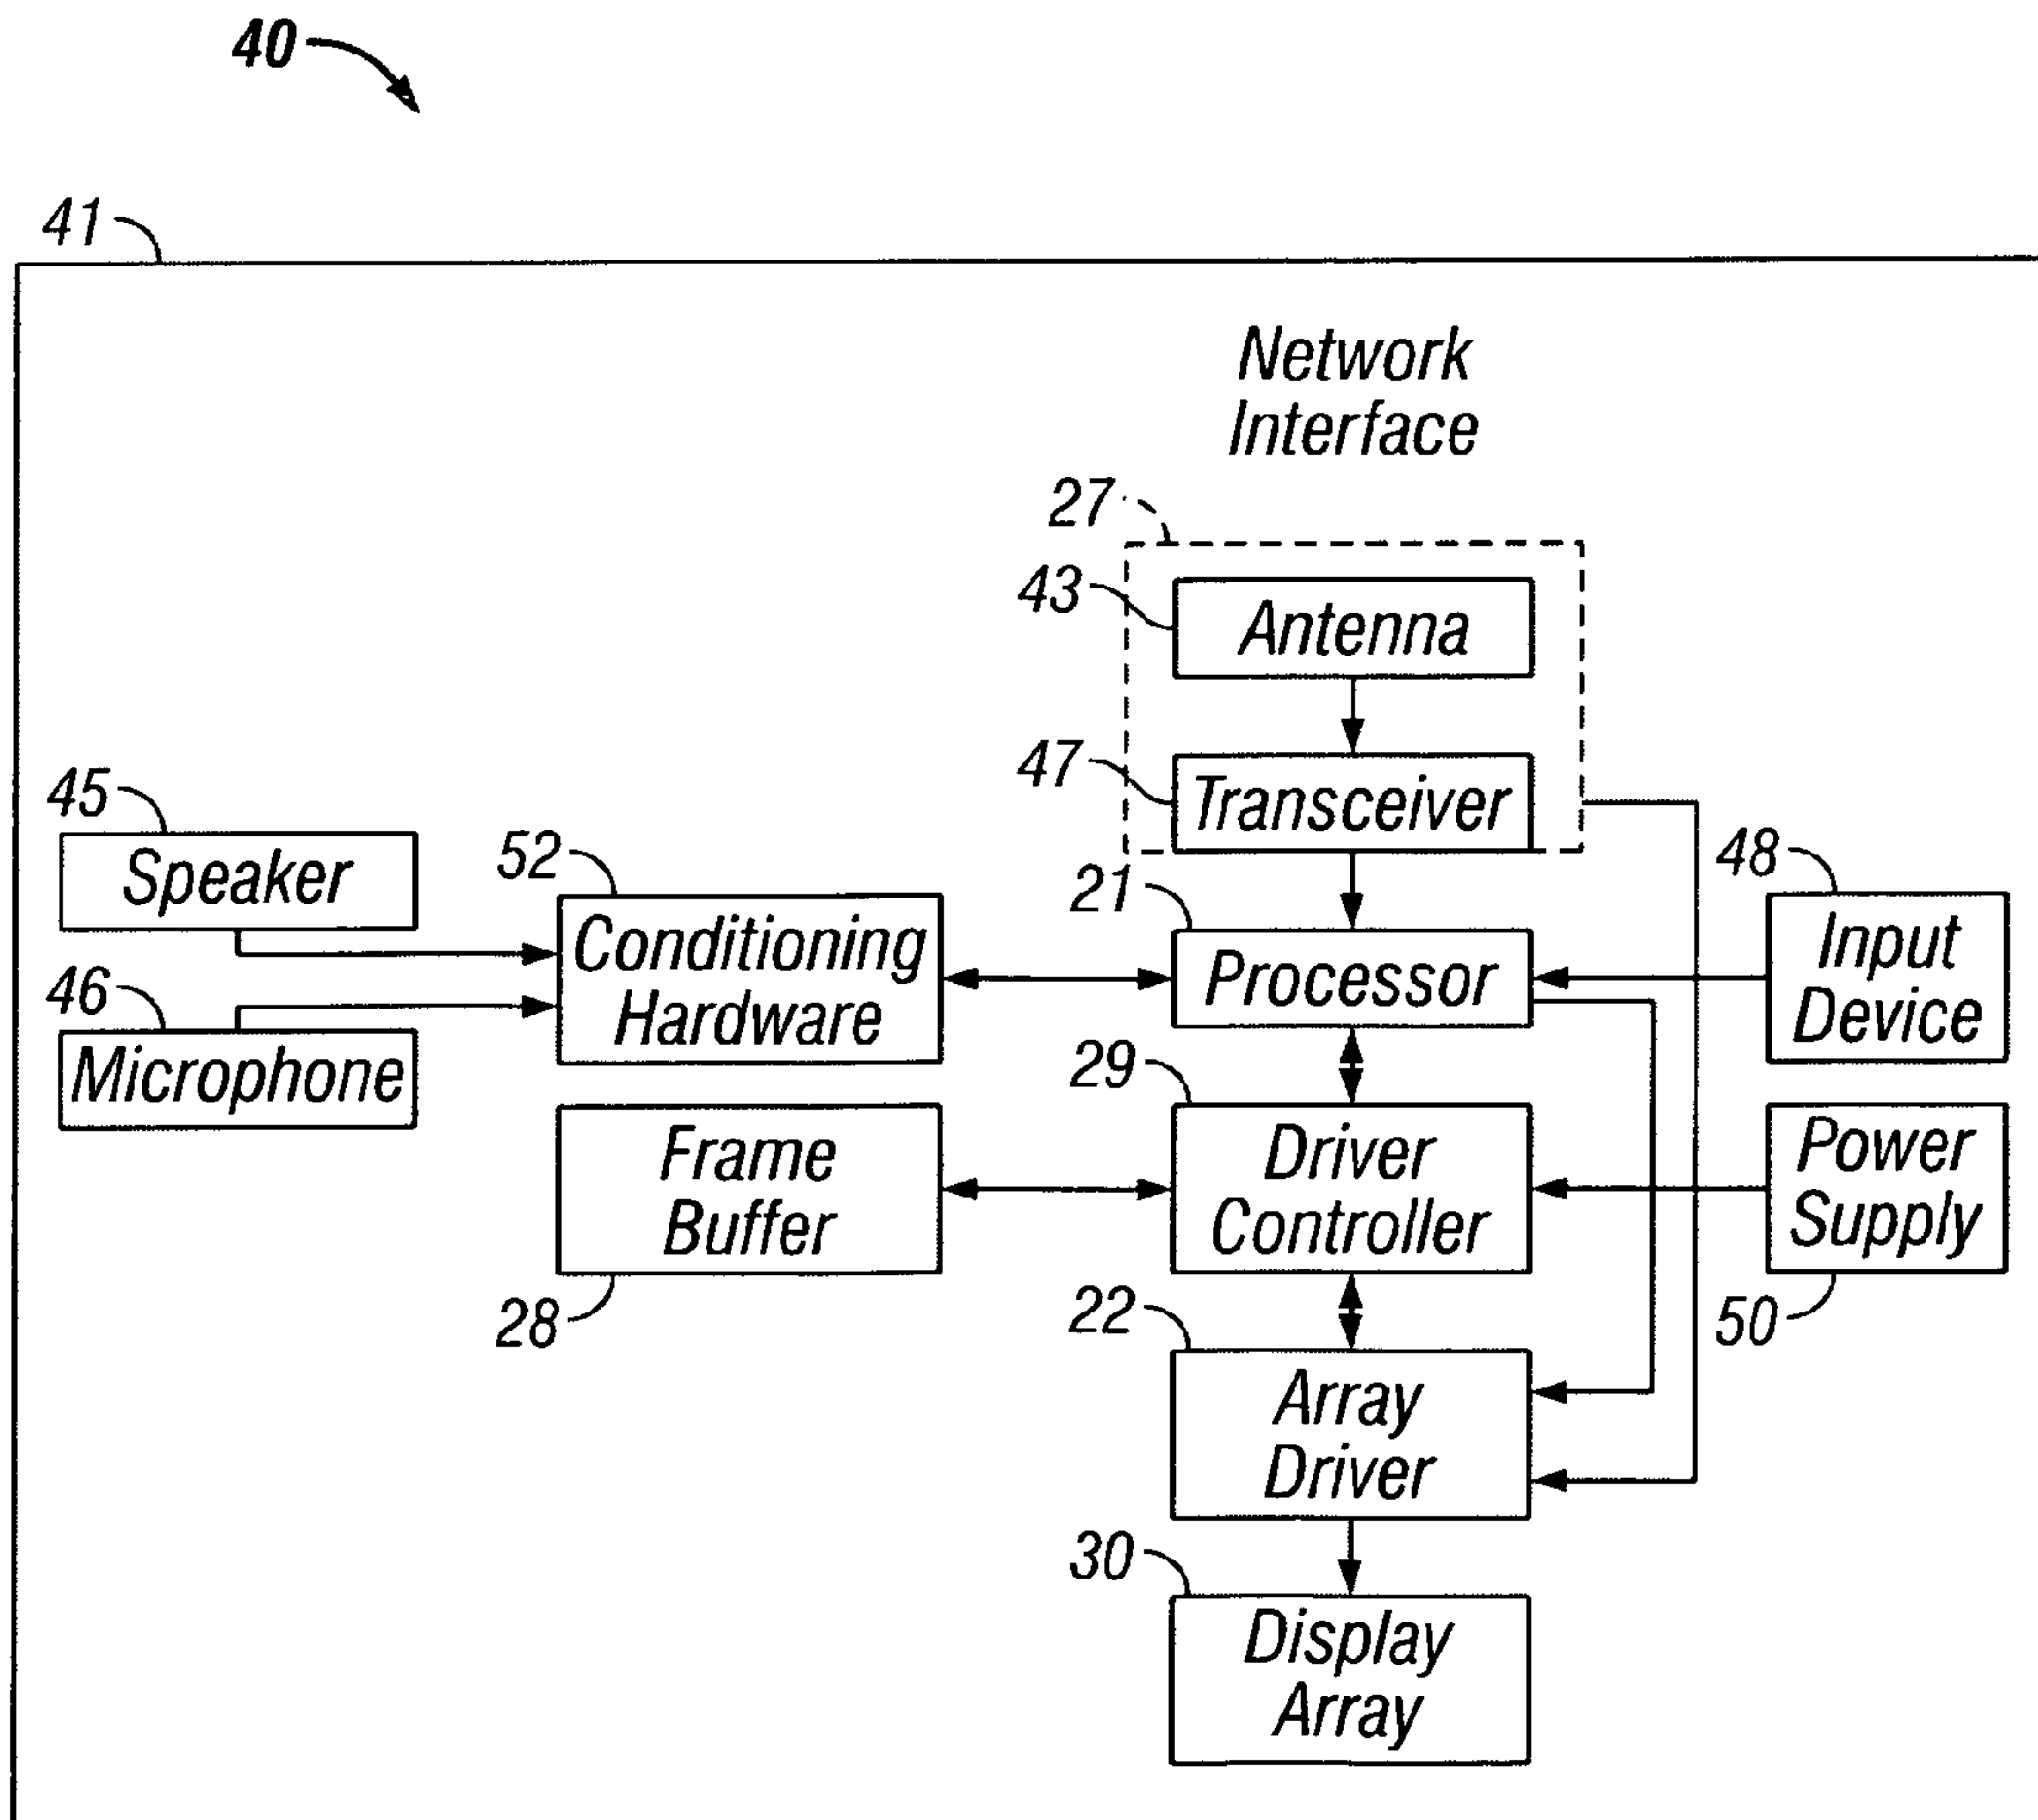 40
41
Network
Interface
27
43
Antenna
47
Transceiver
45
Speaker
52
Conditioning
Hardware
21
Processor
48
Input
Device
46
Microphone
29
Driver
Controller
Frame
Buffer
28
Power
Supply
50
22
Array
Driver
30
Display
Array